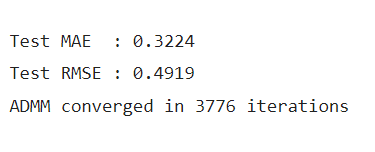 Test MAE  : 0.3224
Test RMSE : 0.4919
ADMM converged in 3776 iterations